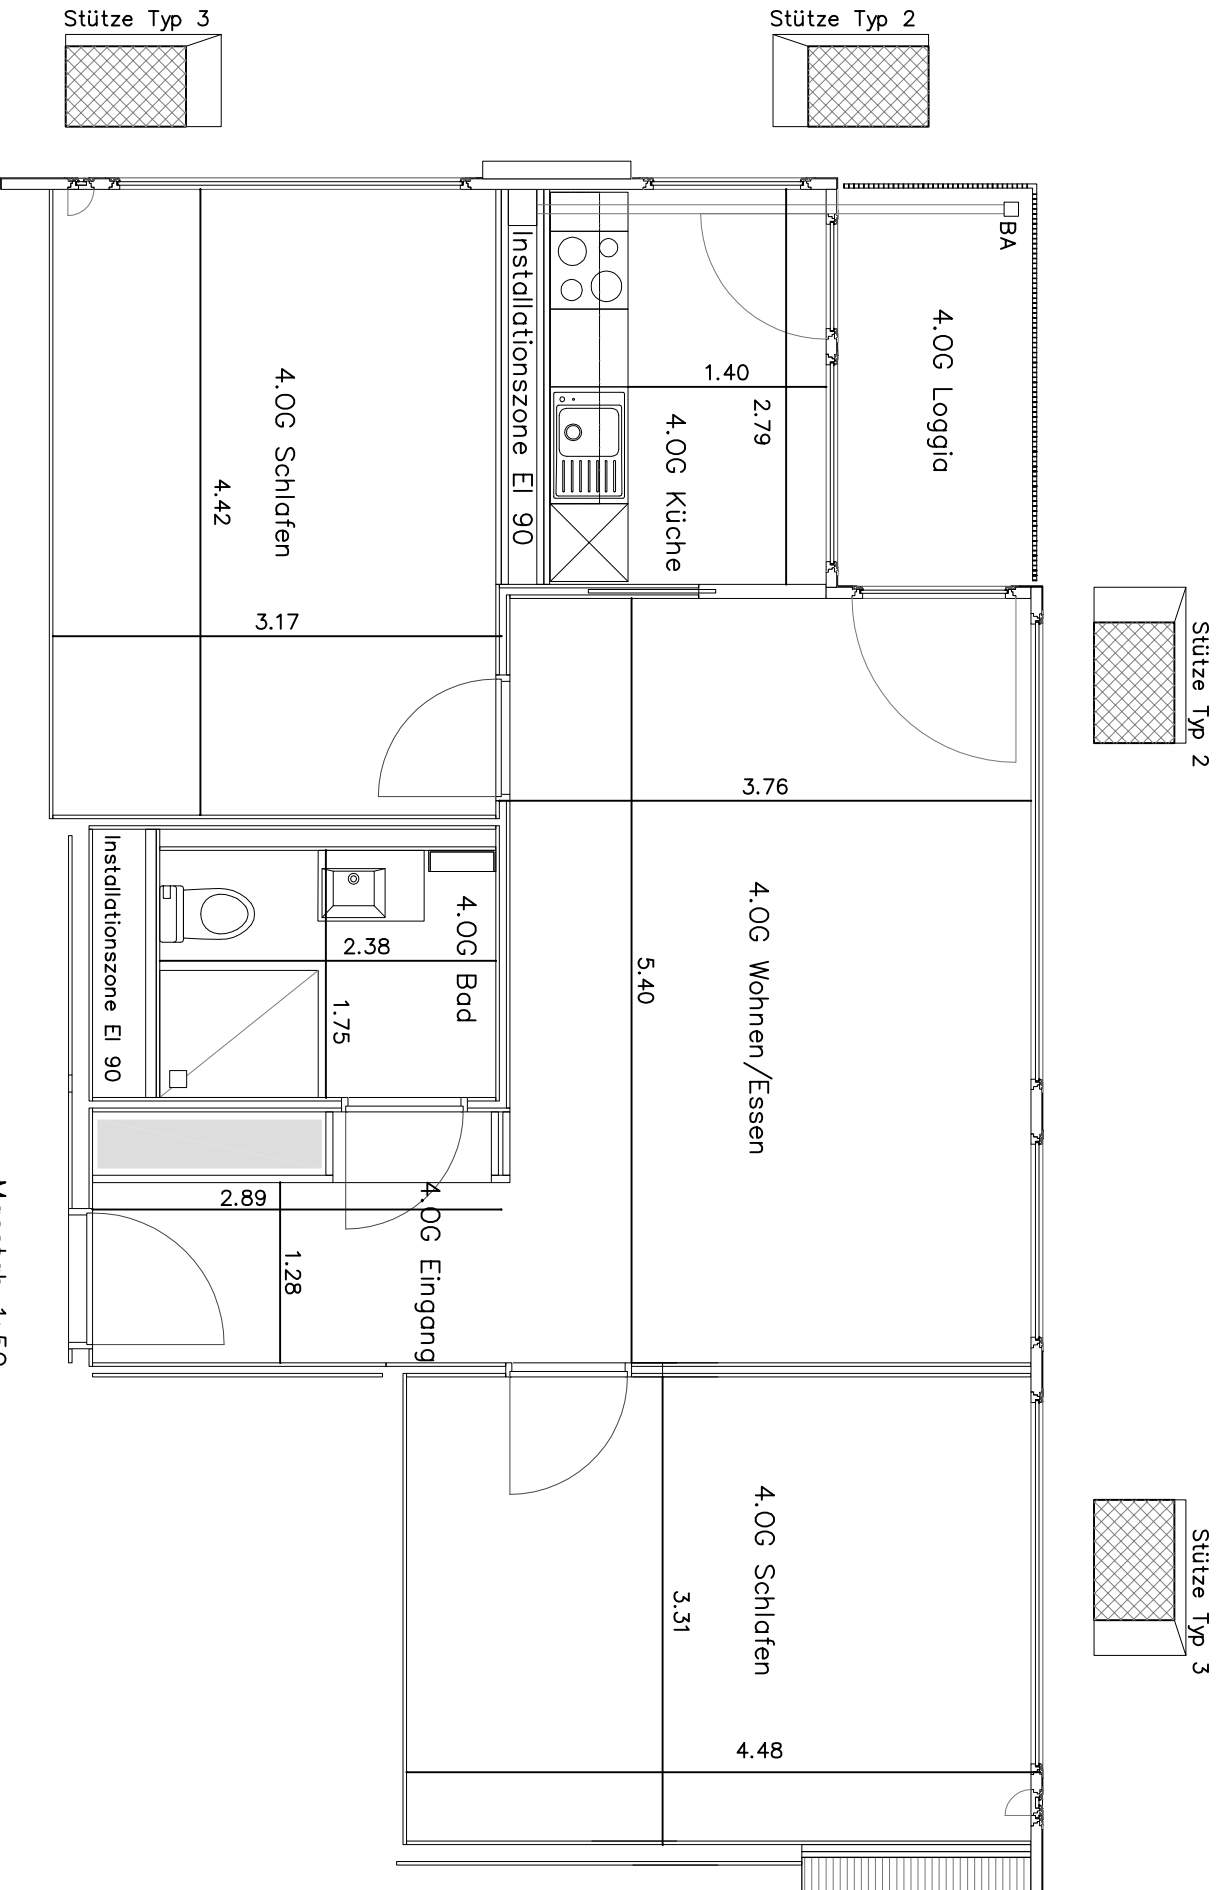 Stütze Typ 3
Stütze Typ 2
BA
4.OG Loggia
Installationszone EI 90
1.40
2.79
4.OG Küche
4.OG Schlafen
4.42
3.17
Stütze Typ 2
3.76
4.OG Wohnen/Essen
5.40
Installationszone EI 90
4.OG Bad
2.38
1.75
2.89
1.28
4.OG Eingang
4.OG Schlafen
3.31
4.48
Stütze Typ 3